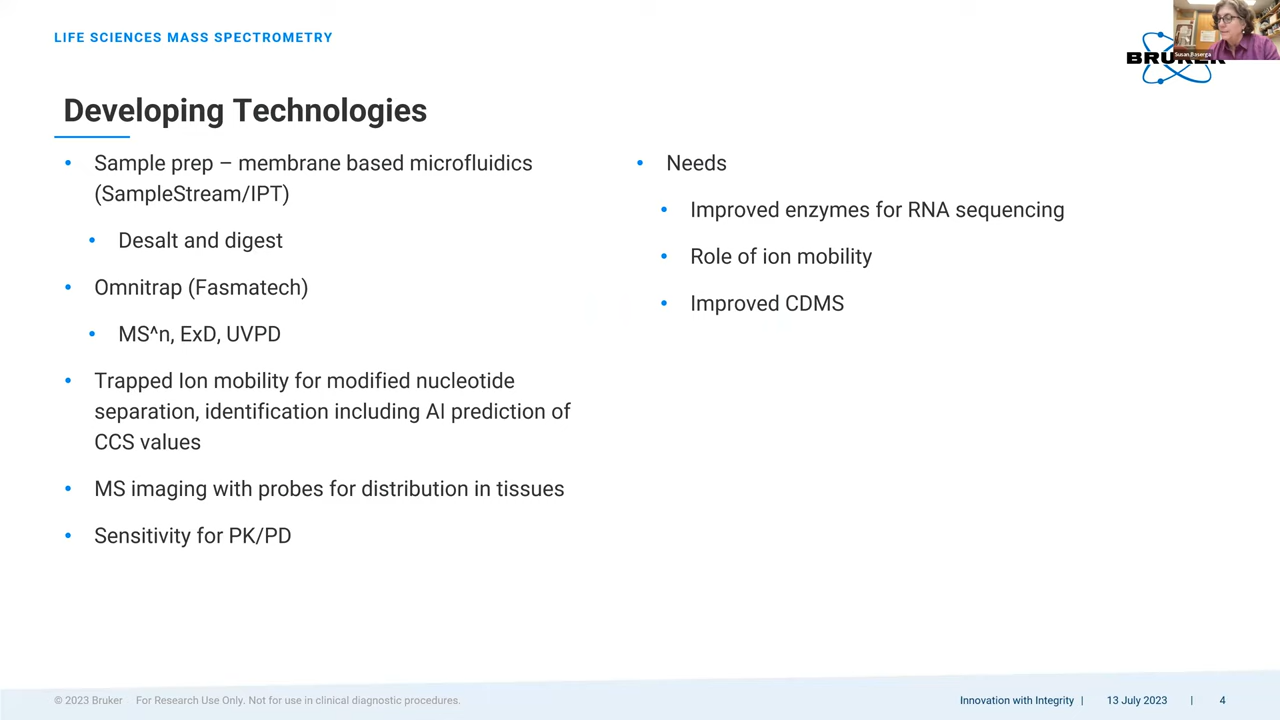 LIFE SCIENCES MASS SPECTROMETRY
Susan Baserga
BRUKER
Developing Technologies
• Sample prep – membrane based microfluidics
(SampleStream/IPT)
• Desalt and digest
• Omnitrap (Fasmatech)
• MS^n, ExD, UVPD
• Trapped Ion mobility for modified nucleotide
separation, identification including AI prediction of
CCS values
• MS imaging with probes for distribution in tissues
• Sensitivity for PK/PD
• Needs
• Improved enzymes for RNA sequencing
• Role of ion mobility
• Improved CDMS
© 2023 Bruker For Research Use Only. Not for use in clinical diagnostic procedures.
Innovation with Integrity | 13 July 2023 | 4